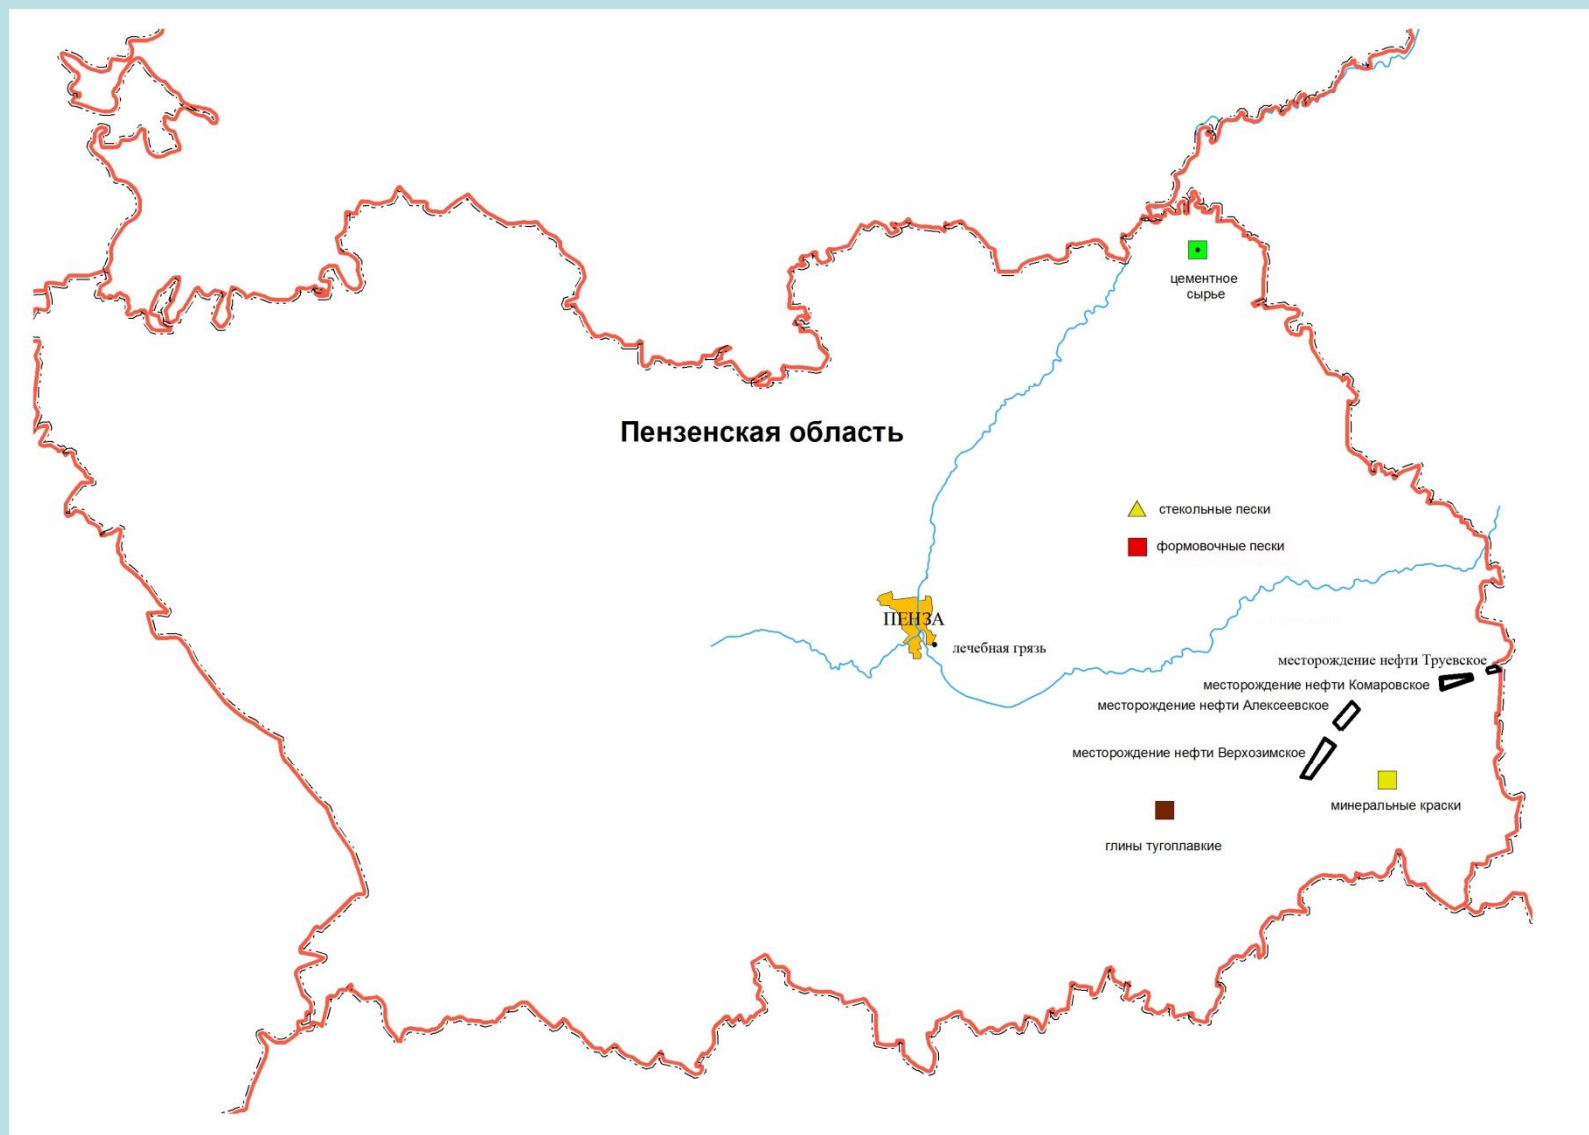 цементное
сырье
Пензенская область
стекольные пески
формовочные пески
ПЕНЗА
лечебная грязь
месторождение нефти Труевское
месторождение нефти Комаровское
месторождение нефти Алексеевское
месторождение нефти Верхозимское
минеральные краски
глины тугоплавкие